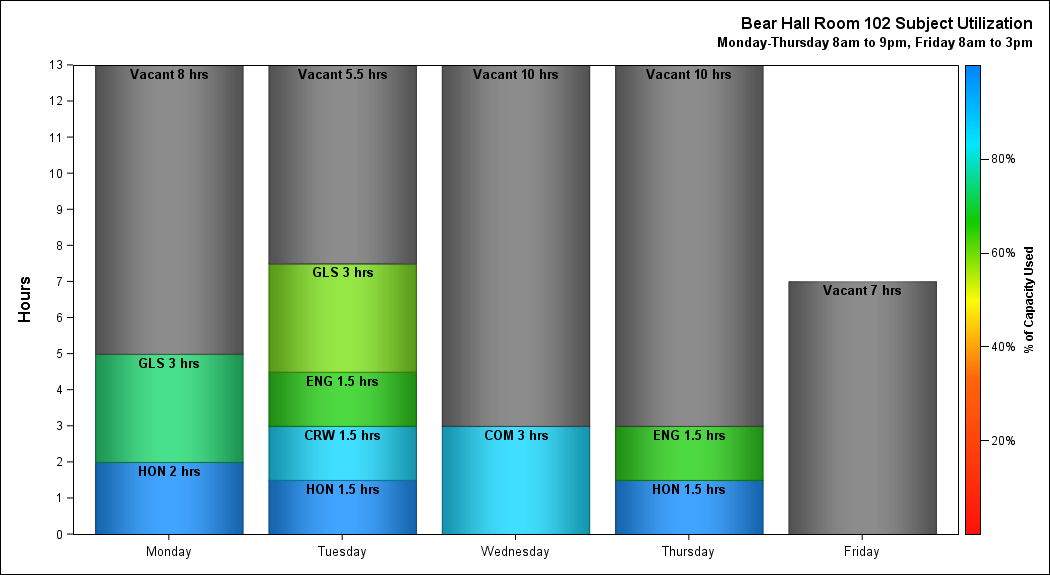 Bear Hall Room 102 Subject Utilization
Monday-Thursday 8am to 9pm, Friday 8am to 3pm
13
12
11
10
9
8
7
6
5
4
3
2
1
0
Hours
Vacant 8 hrs
GLS 3 hrs
HON 2 hrs
Vacant 5.5 hrs
GLS 3 hrs
ENG 1.5 hrs
CRW 1.5 hrs
HON 1.5 hrs
Vacant 10 hrs
COM 3 hrs
Vacant 10 hrs
ENG 1.5 hrs
HON 1.5 hrs
Vacant 7 hrs
Monday
Tuesday
Wednesday
Thursday
Friday
80%
60%
40%
20%
% of Capacity Used